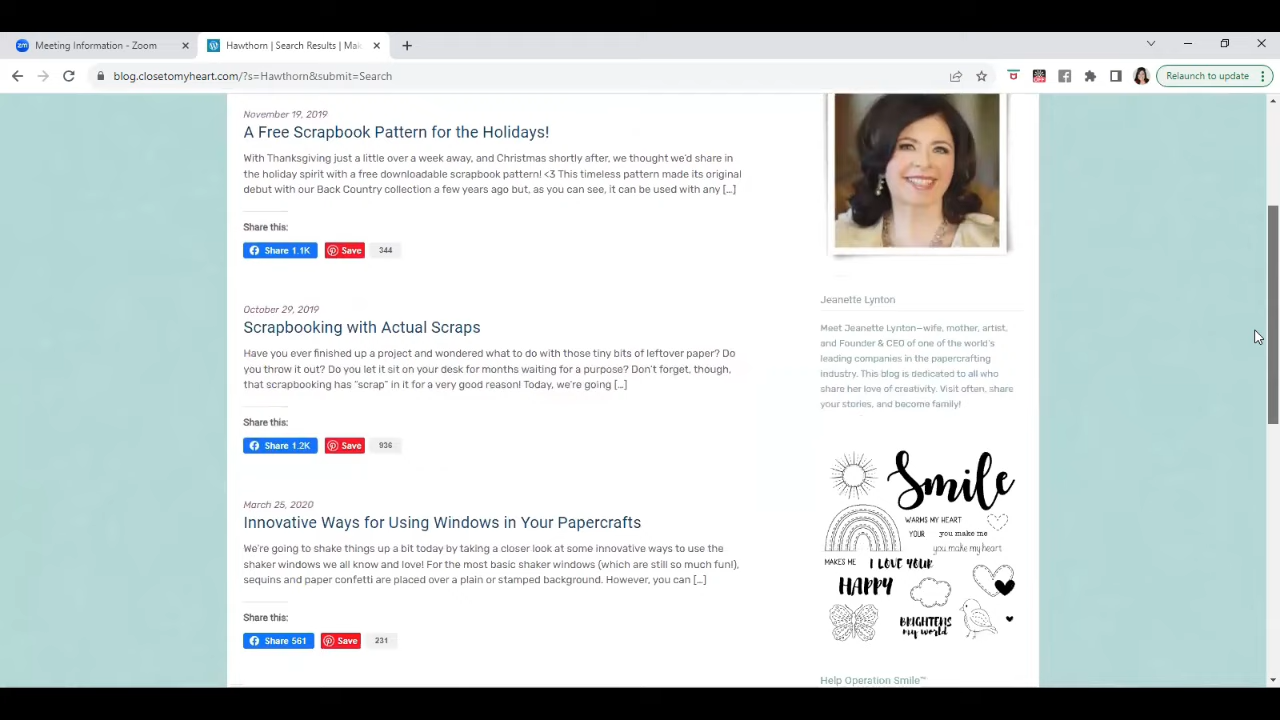 Meeting Information - Zoom
Hawthorn | Search Results | Mak
blog.closetomyheart.com/?s=Hawthorn&submit=Search
Relaunch to update
November 19, 2019
A Free Scrapbook Pattern for the Holidays!
With Thanksgiving just a little over a week away, and Christmas shortly after, we thought we'd share in
the holiday spirit with a free downloadable scrapbook pattern! <3 This timeless pattern made its original
debut with our Back Country collection a few years ago but, as you can see, it can be used with any [...]
Share this:
Share 1.1K Save 344
October 29, 2019
Scrapbooking with Actual Scraps
Have you ever finished up a project and wondered what to do with those tiny bits of leftover paper? Do
you throw it out? Do you let it sit on your desk for months waiting for a purpose? Don't forget, though,
that scrapbooking has "scrap" in it for a very good reason! Today, we're going [...]
Share this:
Share 1.2K Save 936
March 25, 2020
Innovative Ways for Using Windows in Your Papercrafts
We're going to shake things up a bit today by taking a closer look at some innovative ways to use the
shaker windows we all know and love! For the most basic shaker windows (which are still so much fun!),
sequins and paper confetti are placed over a plain or stamped background. However, you can [...]
Share this:
Share 561 Save 231
Jeanette Lynton
Meet Jeanette Lynton—wife, mother, artist,
and Founder & CEO of one of the world's
leading companies in the papercrafting
industry. This blog is dedicated to all who
share her love of creativity. Visit often, share
your stories, and become family!
Smile
WARMS MY HEART
YOUR you make me
you make my heart
MAKES ME I LOVE YOUR
HAPPY
BRIGHTENS
my world
Help Operation Smile™